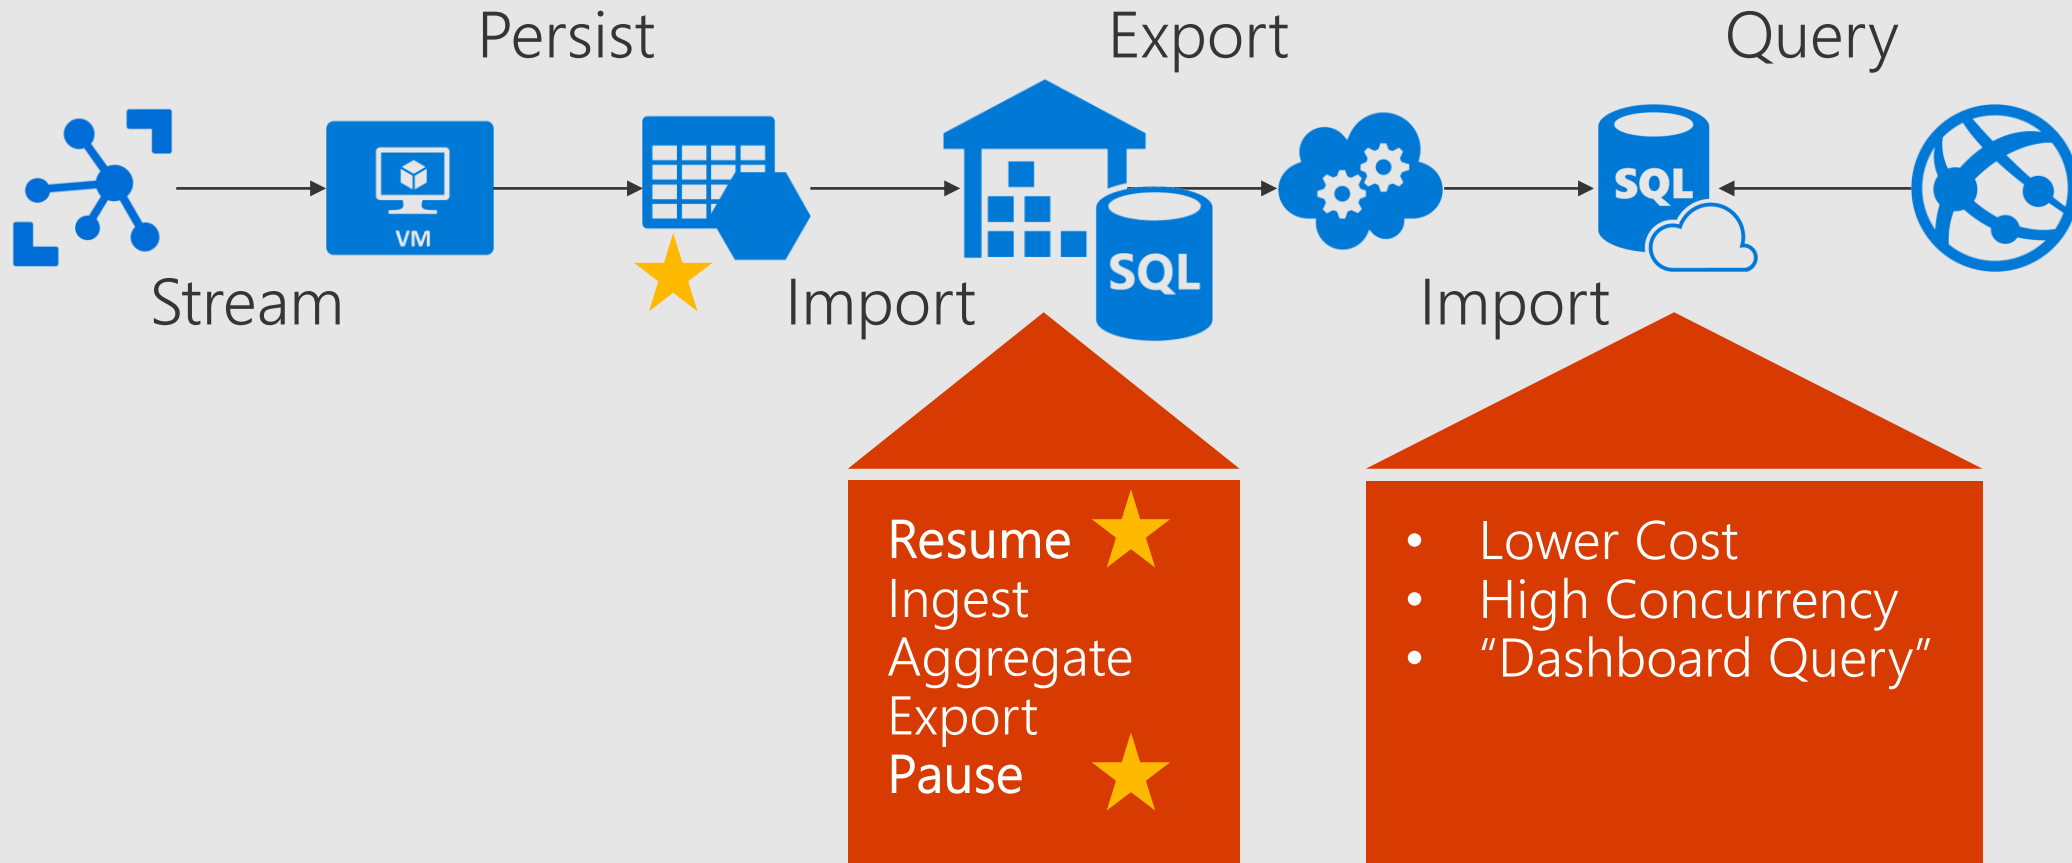 Persist
Export
Query
VM
SQL
SQL
Stream
Import
Import
Resume
Ingest
Aggregate
Export
Pause
• Lower Cost
• High Concurrency
• “Dashboard Query”